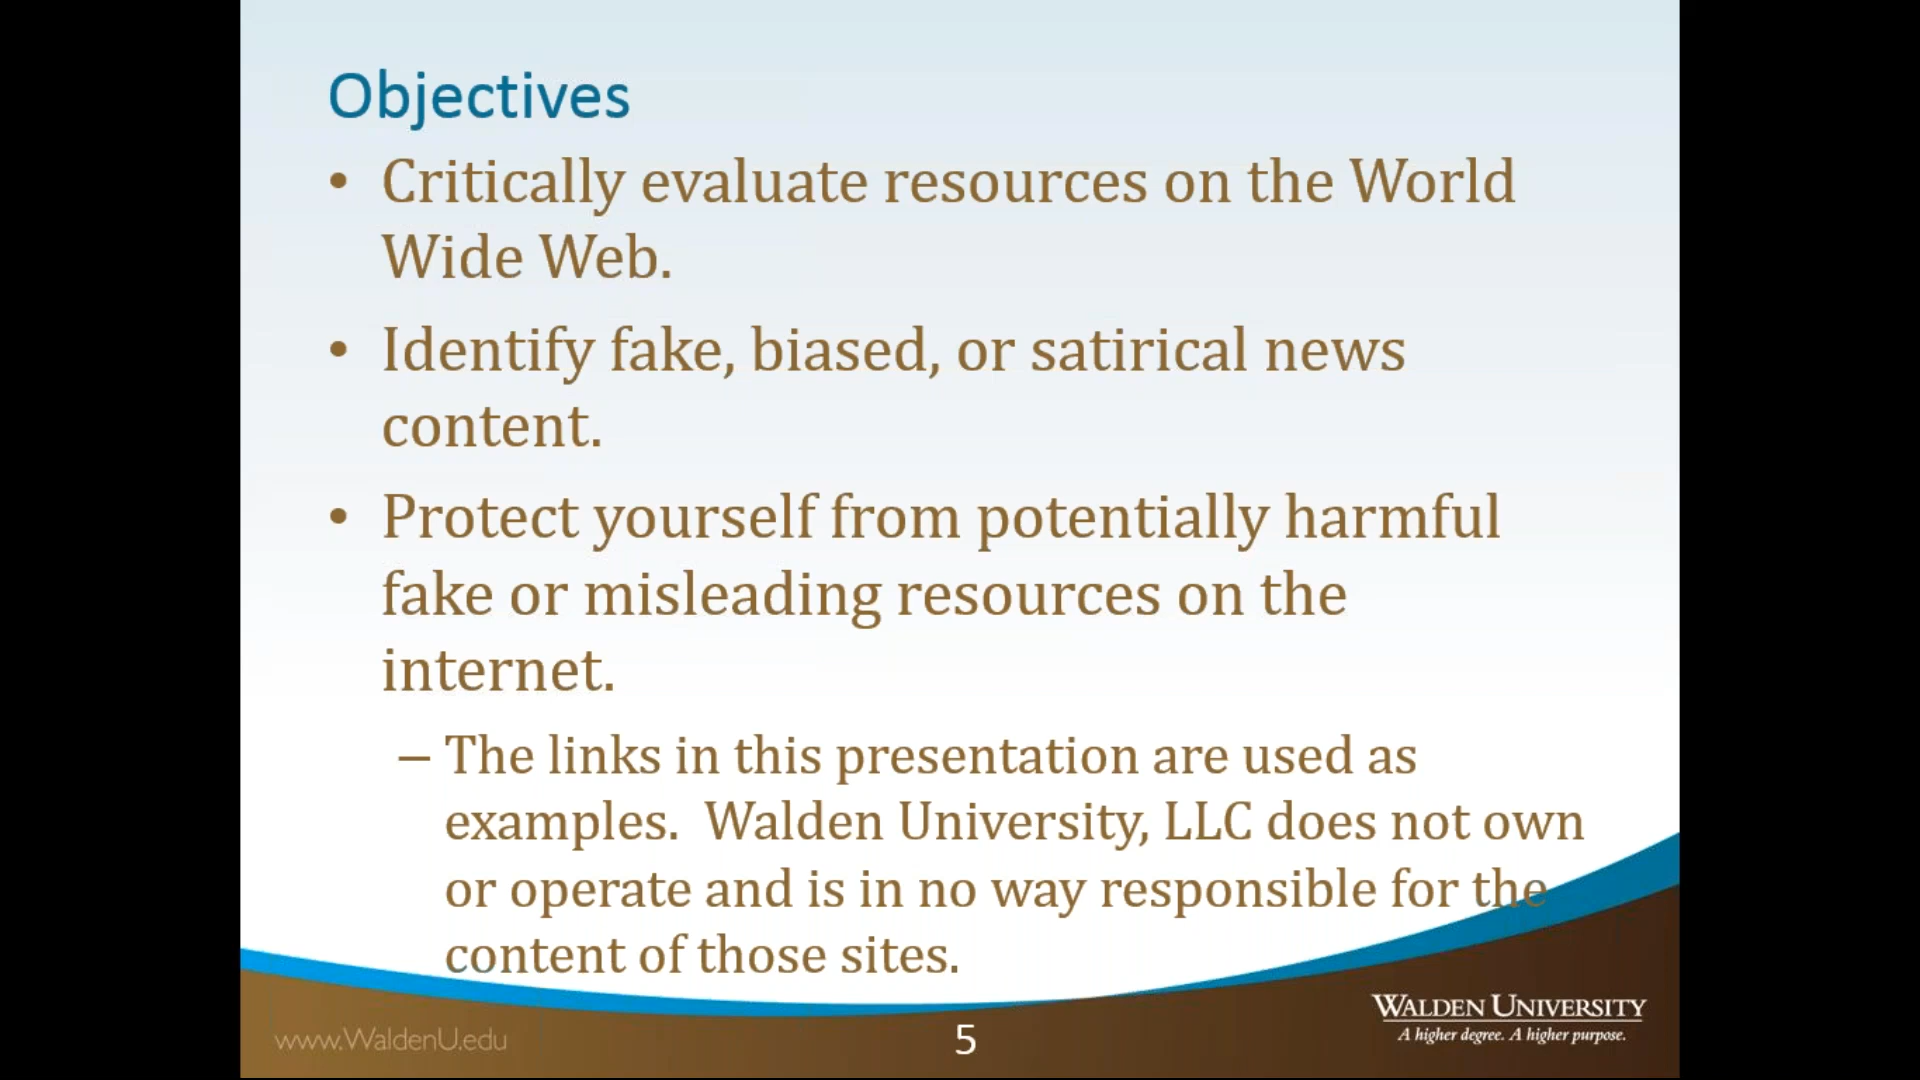 Objectives
• Critically evaluate resources on the World
Wide Web.
• Identify fake, biased, or satirical news
content.
• Protect yourself from potentially harmful
fake or misleading resources on the
internet.
– The links in this presentation are used as
examples.  Walden University, LLC does not own
or operate and is in no way responsible for the
content of those sites.
www.WaldenU.edu
5
WALDEN UNIVERSITY
A higher degree. A higher purpose.